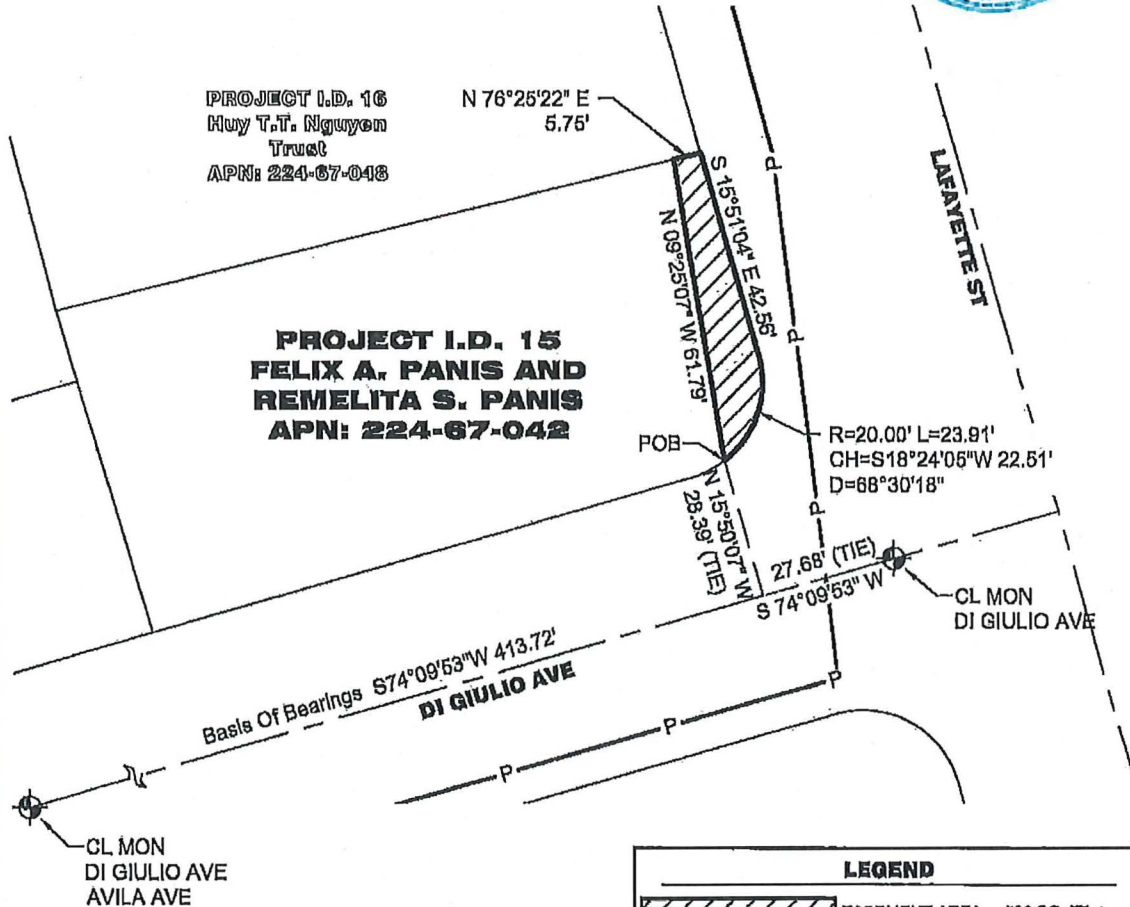 PROJECT I.D. 16
Huy T.T. Nguyen
Trust
APN: 224-67-048
N 76°25'22" E
5.75'
LAFAYETTE ST
S 15°51'04" E 42.56'
N 09°25'07" W 61.79'
PROJECT I.D. 15
FELIX A. PANIS AND
REMELITA S. PANIS
APN: 224-67-042
P
P
P
POB
R=20.00' L=23.91'
CH=S18°24'05"W 22.51'
D=68°30'18"
N 15°50'07" W
28.39' (TIE)
27.68' (TIE)
S 74°09'53" W
CL MON
DI GIULIO AVE
Basis Of Bearings S74°09'53"W 413.72'
DI GIULIO AVE
P
P
P
CL MON
DI GIULIO AVE
AVILA AVE
LEGEND